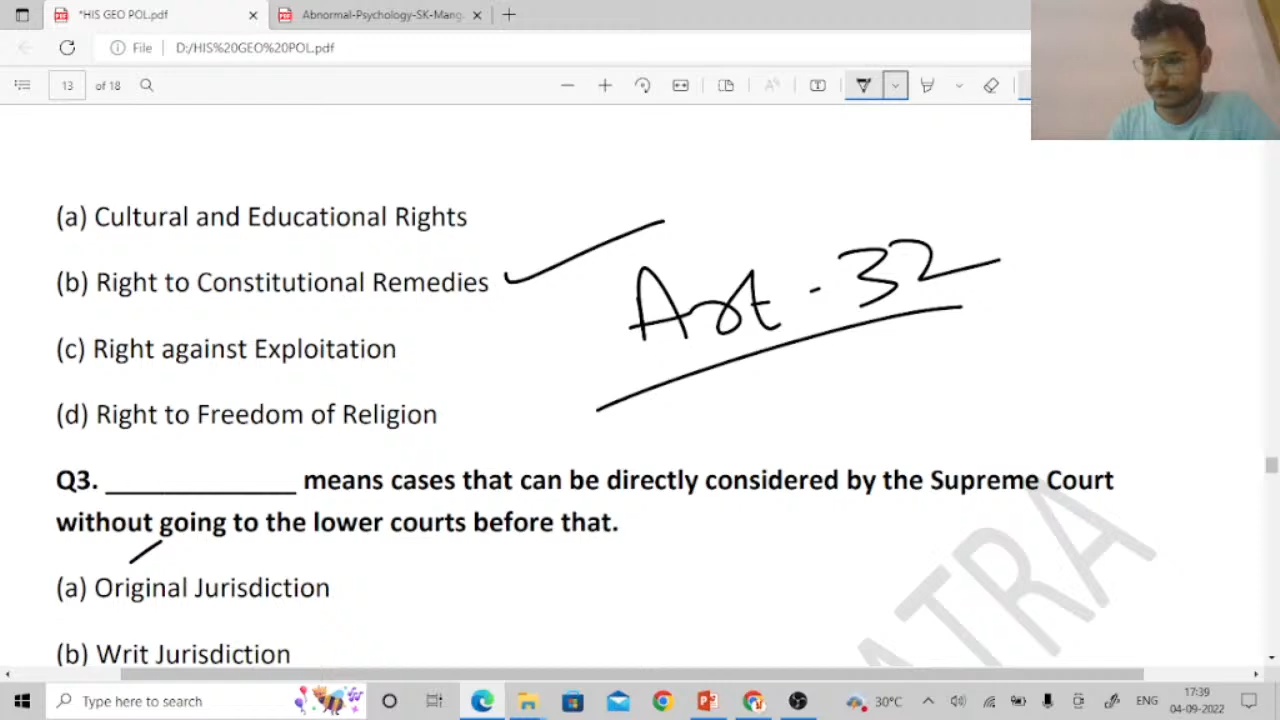 *HIS GEO POL.pdf
Abnormal-Psychology-SK-Mang
File
D:/HIS%20GEO%20POL.pdf
13 of 18
(a) Cultural and Educational Rights
(b) Right to Constitutional Remedies
Art - 32
(c) Right against Exploitation
(d) Right to Freedom of Religion
Q3. _____________ means cases that can be directly considered by the Supreme Court
without going to the lower courts before that.
(a) Original Jurisdiction
(b) Writ Jurisdiction
ATRA
Type here to search
30°C
ENG
17:39
04-09-2022